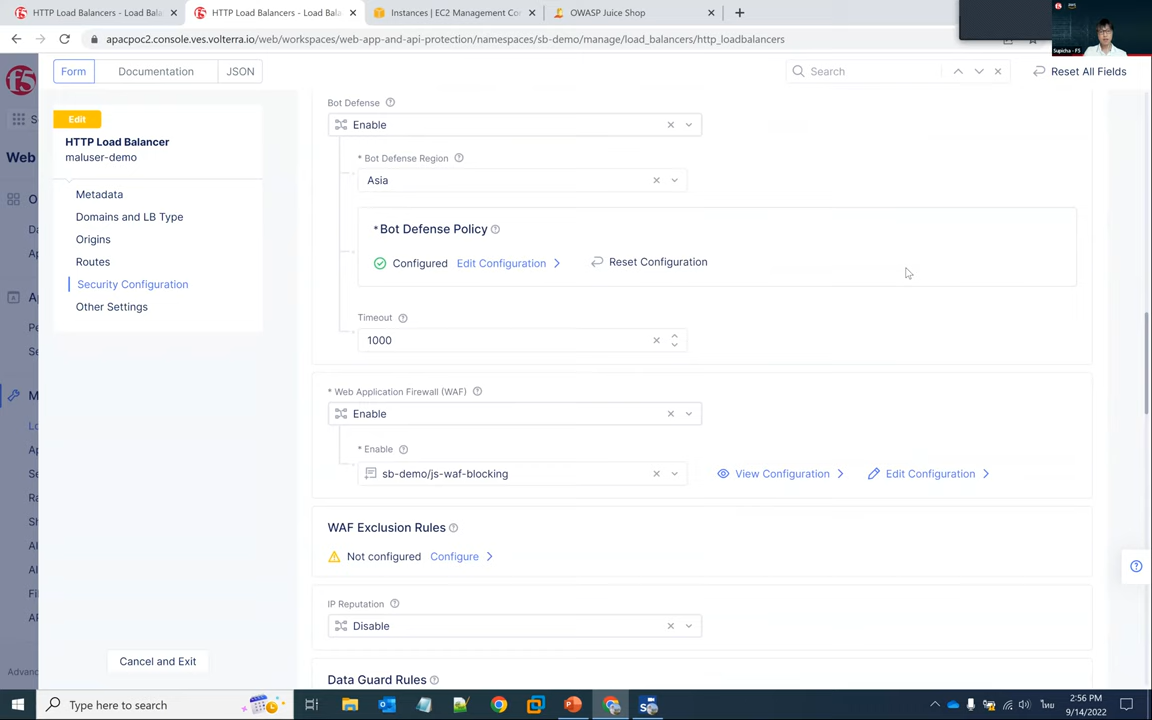 HTTP Load Balancers - Load Bala
HTTP Load Balancers - Load Bala
Instances | EC2 Management Co
OWASP Juice Shop
apacpoc2.console.ves.volterra.io/web/workspaces/web-app-and-api-protection/namespaces/sb-demo/manage/load_balancers/http_loadbalancers
Supicha - F5
Form
Documentation
JSON
Search
Reset All Fields
Edit
HTTP Load Balancer
maluser-demo
Metadata
Domains and LB Type
Origins
Routes
Security Configuration
Other Settings
Cancel and Exit
Web
Bot Defense
Enable
* Bot Defense Region
Asia
* Bot Defense Policy
Configured Edit Configuration
Reset Configuration
Timeout
1000
* Web Application Firewall (WAF)
Enable
* Enable
sb-demo/js-waf-blocking
View Configuration
Edit Configuration
WAF Exclusion Rules
Not configured Configure
IP Reputation
Disable
Data Guard Rules
Type here to search
ไทย
2:56 PM
9/14/2022